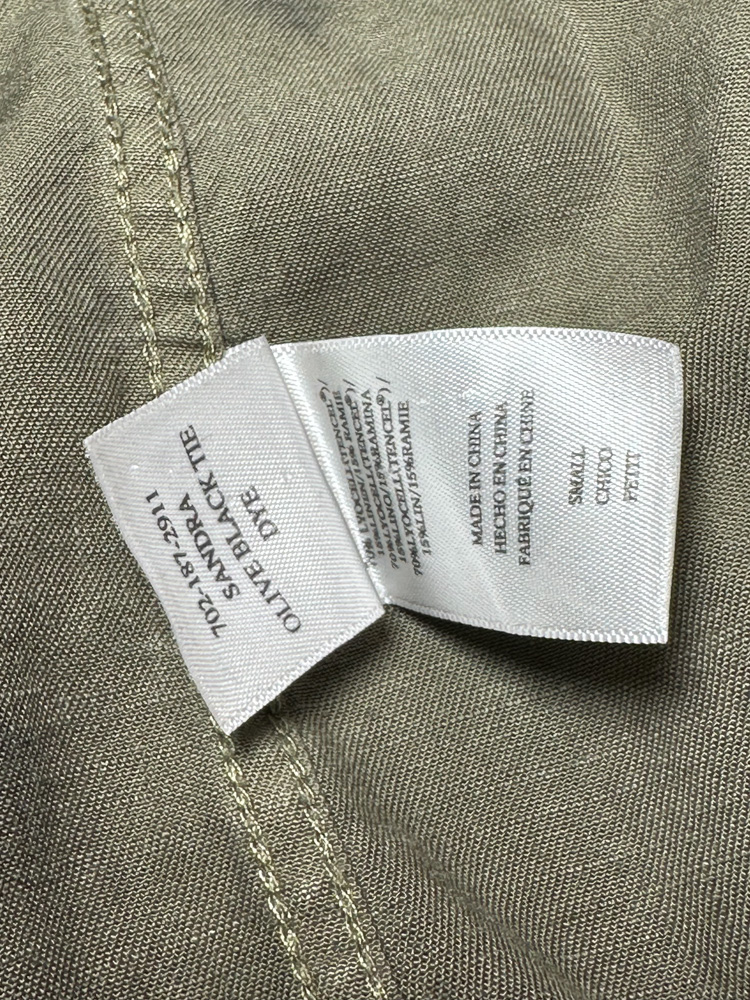 702-187-2911
SANDRA
OLIVE BLACK TIE
DYE
70% LYOCELL(TENCEL®)/
15%LINEN/15% RAMIE
70%LYOCELL(TENCEL®)/
15%LINO/15%RAMINA
70%LYOCELL(TENCEL®)/
15%LIN/15%RAMIE
MADE IN CHINA
HECHO EN CHINA
FABRIQUÉ EN CHINE
SMALL
CHICO
PETIT